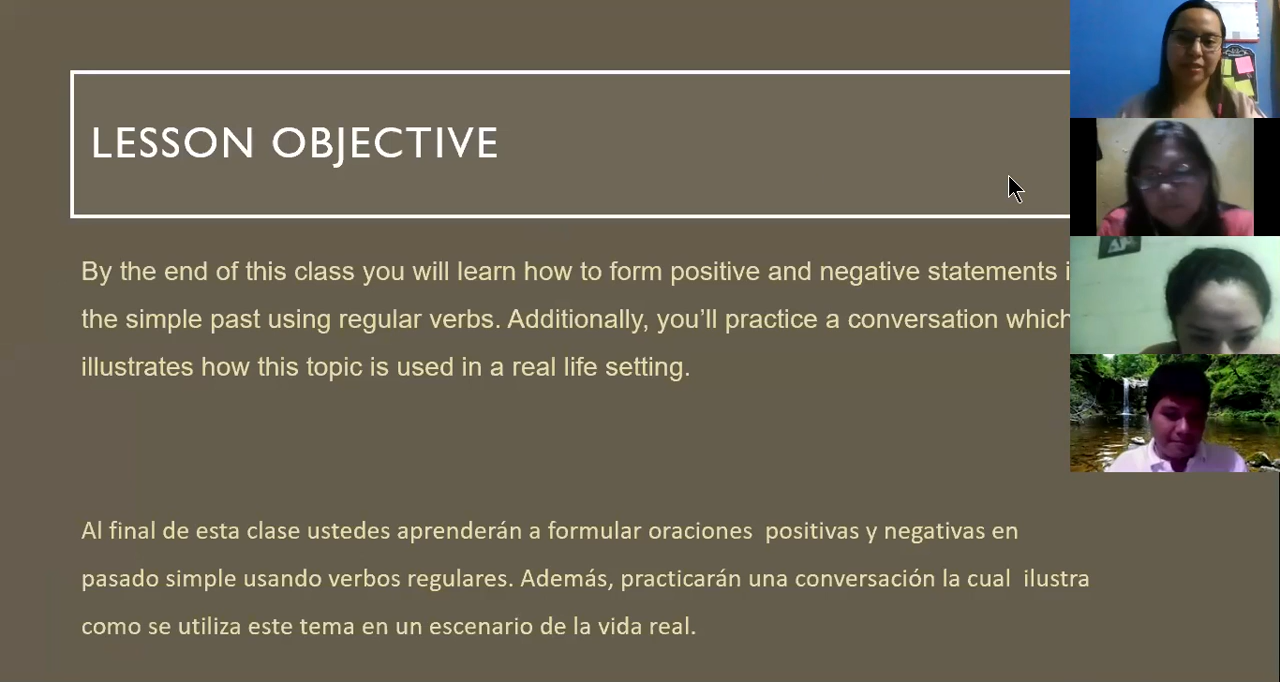 LESSON OBJECTIVE
By the end of this class you will learn how to form positive and negative statements
the simple past using regular verbs. Additionally, you’ll practice a conversation which
illustrates how this topic is used in a real life setting.
Al final de esta clase ustedes aprenderán a formular oraciones positivas y negativas en
pasado simple usando verbos regulares. Además, practicarán una conversación la cual ilustra
como se utiliza este tema en un escenario de la vida real.